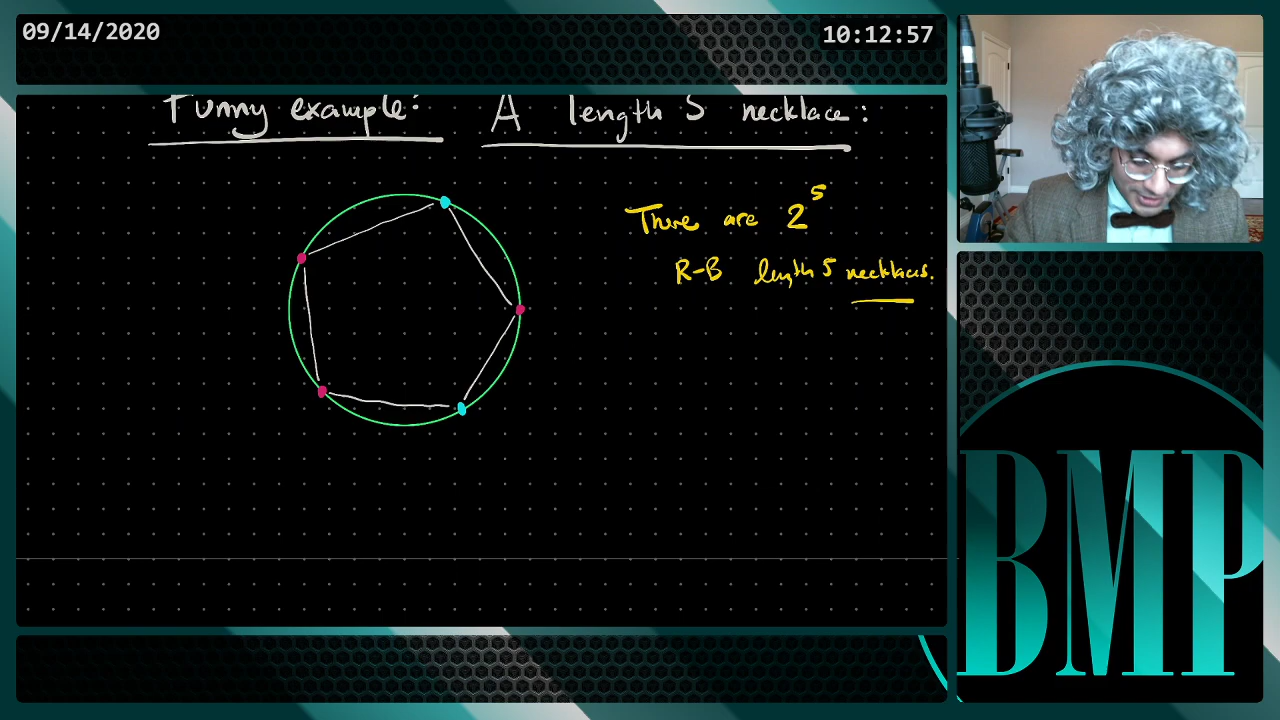 09/14/2020
10:12:57
Funny example: A length 5 necklace:
There are 2^5
R-B length 5 necklaces.
BMP